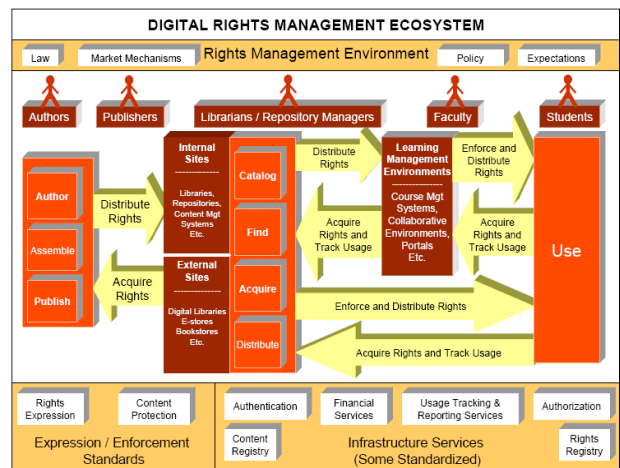 DIGITAL RIGHTS MANAGEMENT ECOSYSTEM
Law
Market Mechanisms
Rights Management Environment
Policy
Expectations
Authors
Publishers
Librarians / Repository Managers
Faculty
Students
Author
Assemble
Publish
Distribute
Rights
Acquire
Rights
Internal
Sites
--------------
Libraries,
Repositories,
Content Mgt
Systems
Etc.
External
Sites
--------------
Digital Libraries
E-stores
Bookstores
Etc.
Catalog
Find
Acquire
Distribute
Distribute
Rights
Acquire
Rights and
Track Usage
Learning
Management
Environments
--------------
Course Mgt
Systems,
Collaborative
Environments,
Portals
Etc.
Enforce and
Distribute
Rights
Acquire
Rights and
Track Usage
Use
Enforce and Distribute Rights
Acquire Rights and Track Usage
Rights
Expression
Content
Protection
Expression / Enforcement
Standards
Authentication
Financial
Services
Usage Tracking &
Reporting Services
Authorization
Content
Registry
Infrastructure Services
(Some Standardized)
Rights
Registry